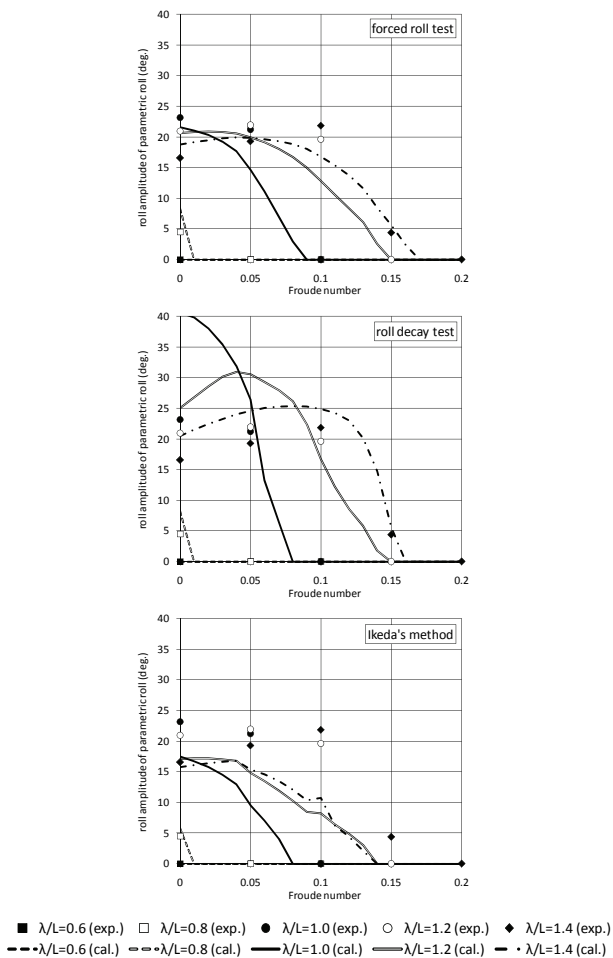 forced roll test
roll amplitude of parametric roll (deg.)
40
35
30
25
20
15
10
5
0
0 0.05 0.1 0.15 0.2
Froude number
roll decay test
roll amplitude of parametric roll (deg.)
40
35
30
25
20
15
10
5
0
0 0.05 0.1 0.15 0.2
Froude number
Ikeda's method
roll amplitude of parametric roll (deg.)
40
35
30
25
20
15
10
5
0
0 0.05 0.1 0.15 0.2
Froude number
λ/L=0.6 (exp.) λ/L=0.8 (exp.) λ/L=1.0 (exp.) λ/L=1.2 (exp.) λ/L=1.4 (exp.)
λ/L=0.6 (cal.) λ/L=0.8 (cal.) λ/L=1.0 (cal.) λ/L=1.2 (cal.) λ/L=1.4 (cal.)